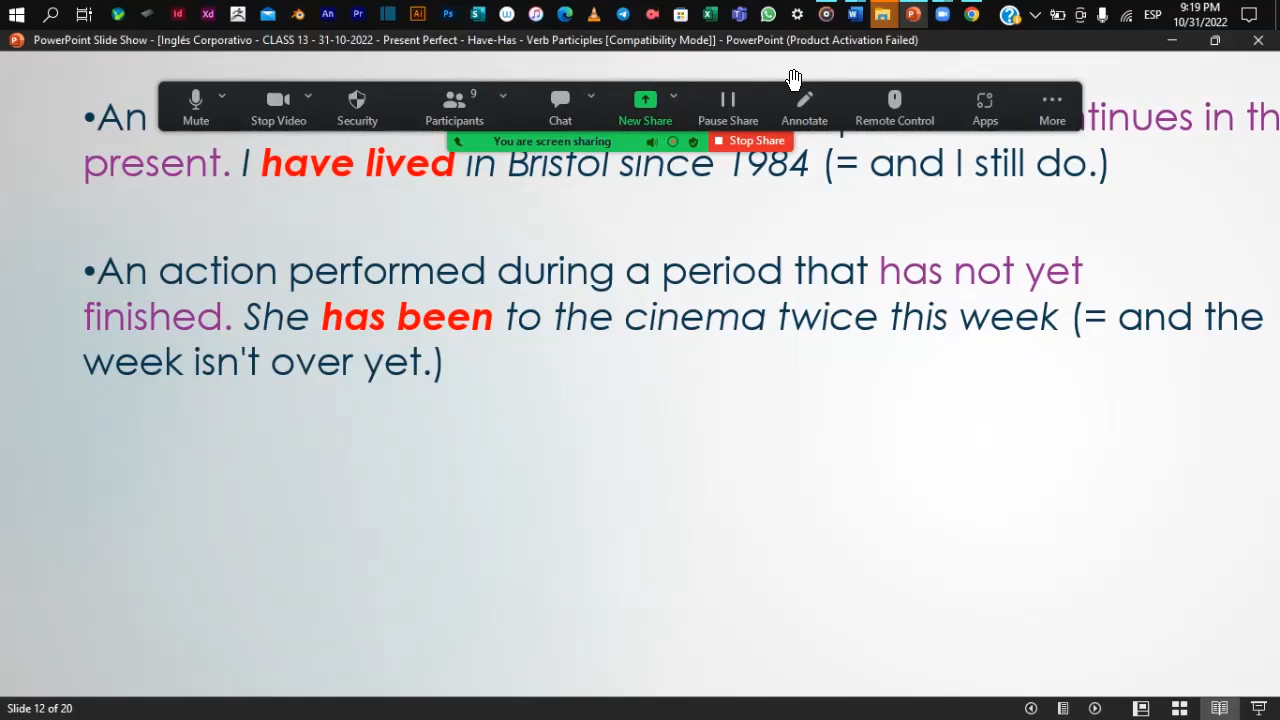 9:19 PM
ESP
10/31/2022
PowerPoint Slide Show - [Inglés Corporativo - CLASS 13 - 31-10-2022 - Present Perfect - Have-Has - Verb Participles [Compatibility Mode]] - PowerPoint (Product Activation Failed)
9
Mute
Stop Video
Security
Participants
Chat
New Share
Pause Share
Annotate
Remote Control
Apps
More
You are screen sharing
Stop Share
•An
present. I have lived in Bristol since 1984 (= and I still do.)
•An action performed during a period that has not yet
finished. She has been to the cinema twice this week (= and the
week isn't over yet.)
Slide 12 of 20